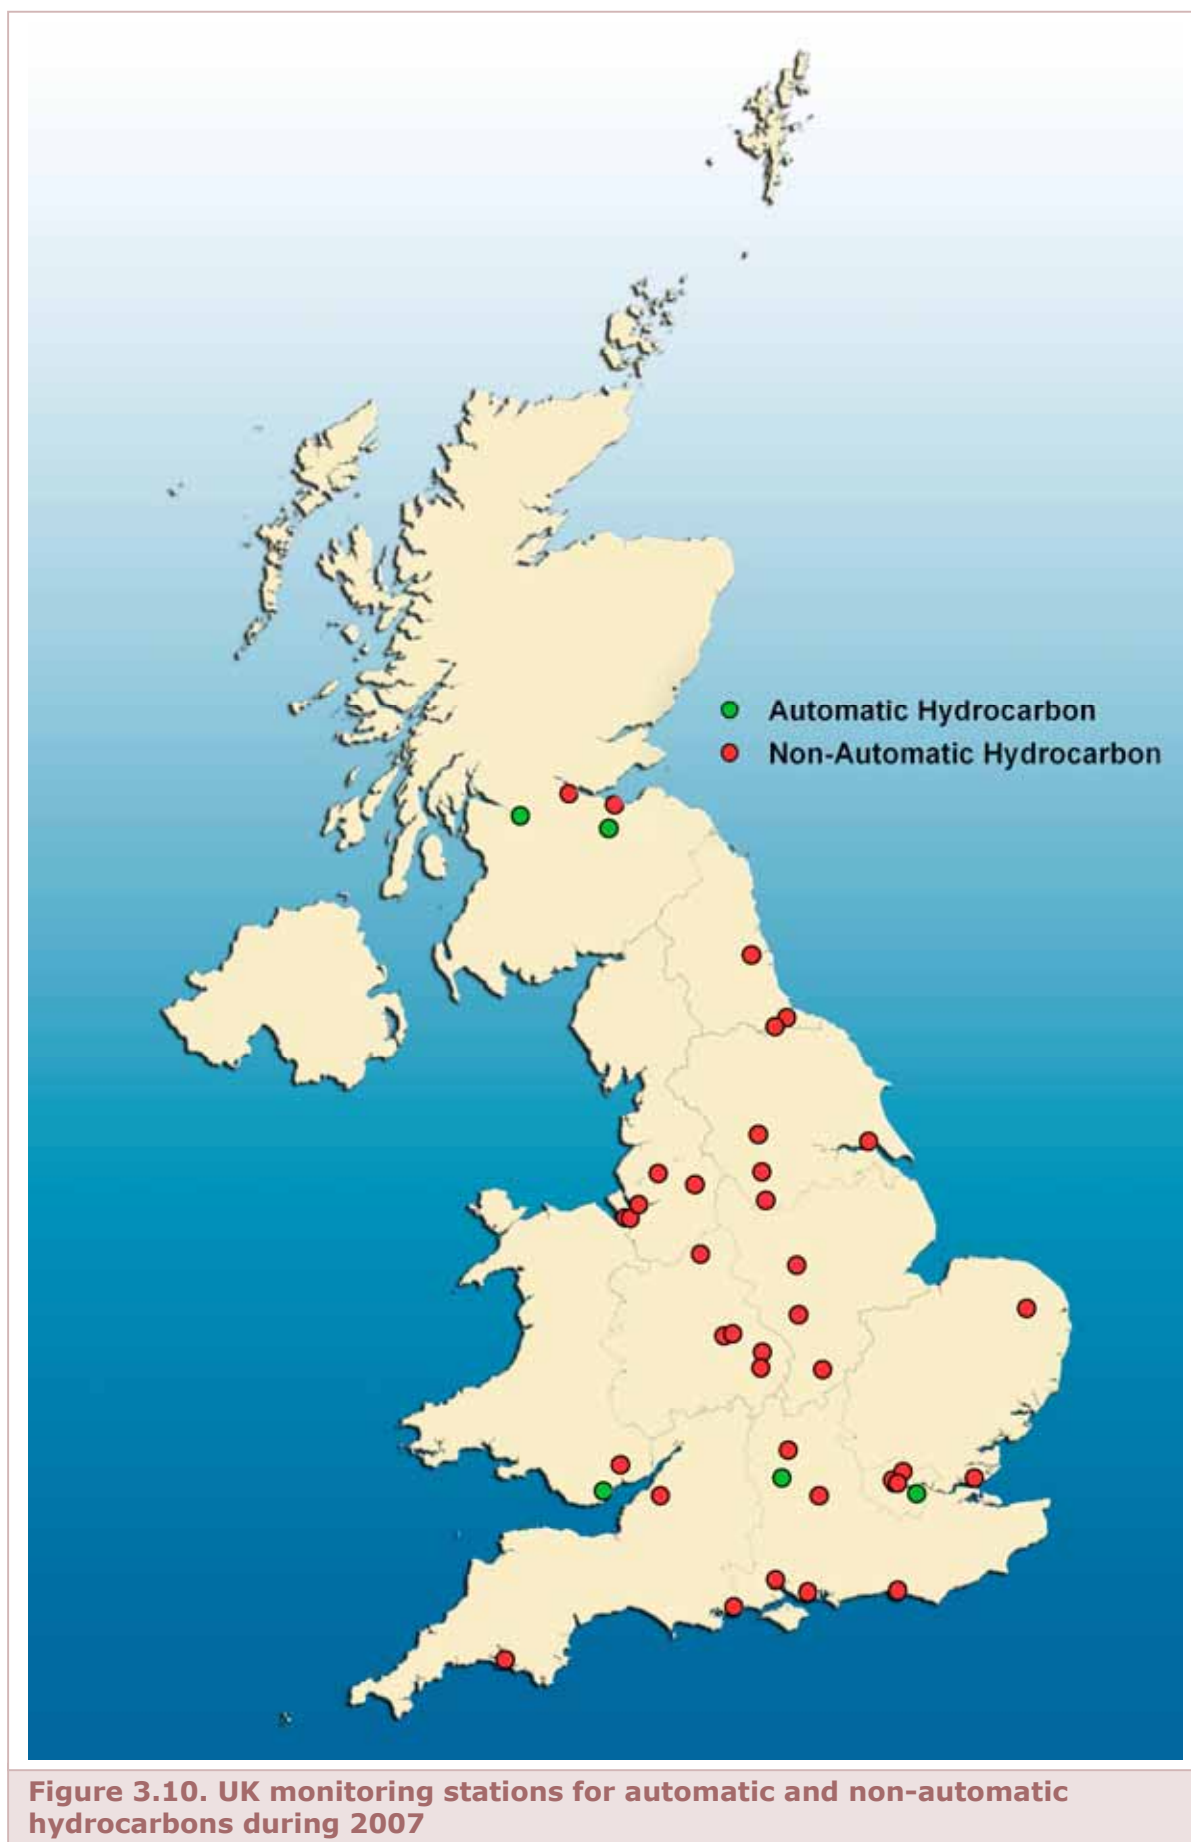 Automatic Hydrocarbon
Non-Automatic Hydrocarbon
Figure 3.10. UK monitoring stations for automatic and non-automatic
hydrocarbons during 2007